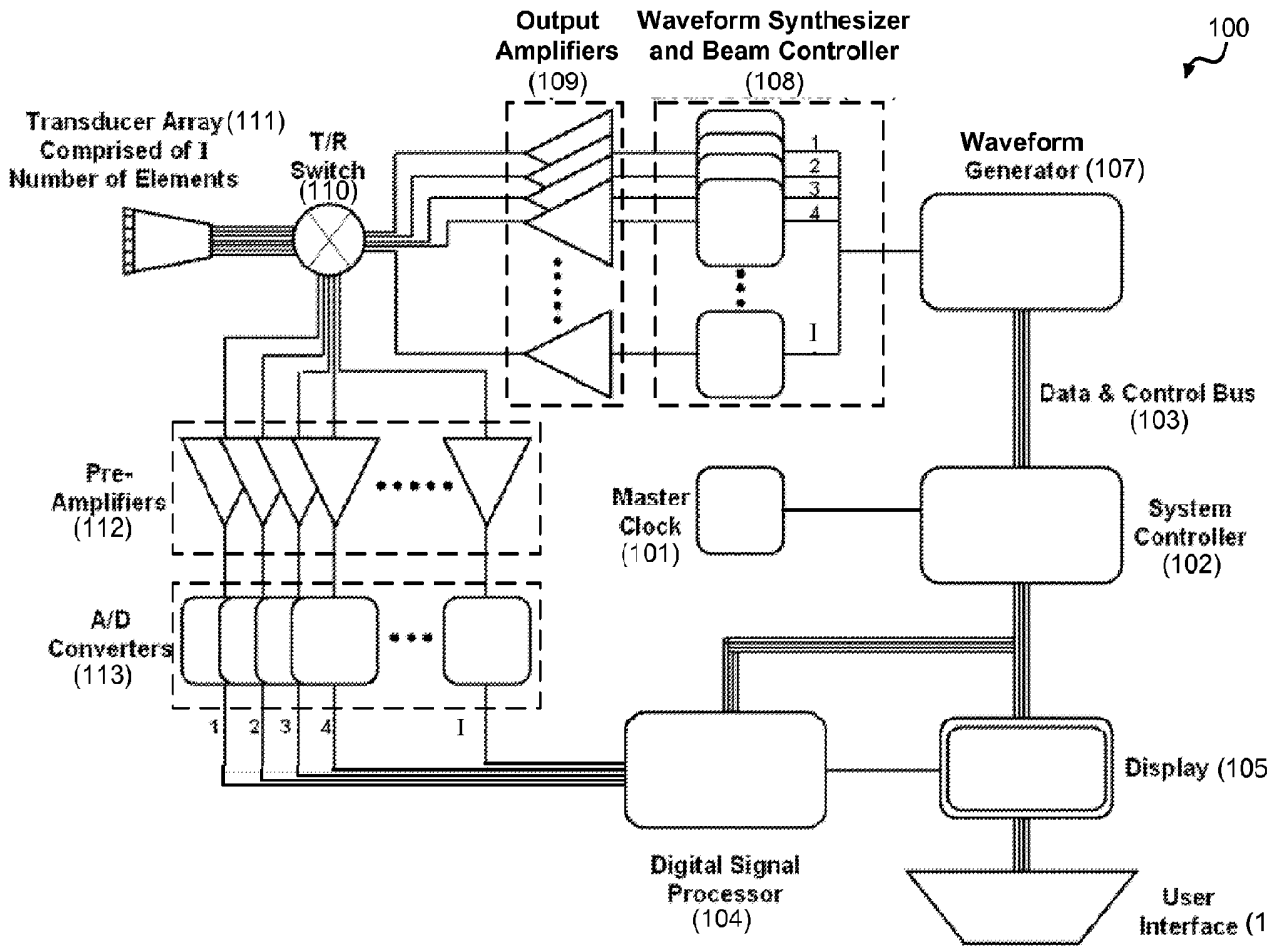 100
Output
Amplifiers
(109)
Waveform Synthesizer
and Beam Controller
(108)
Transducer Array (111)
Comprised of I
Number of Elements
T/R
Switch
(110)
Waveform
Generator (107)
1
2
3
4
I
Data & Control Bus
(103)
Pre-
Amplifiers
(112)
Master
Clock
(101)
System
Controller
(102)
A/D
Converters
(113)
1
2
3
4
I
Display (105
Digital Signal
Processor
(104)
User
Interface (1